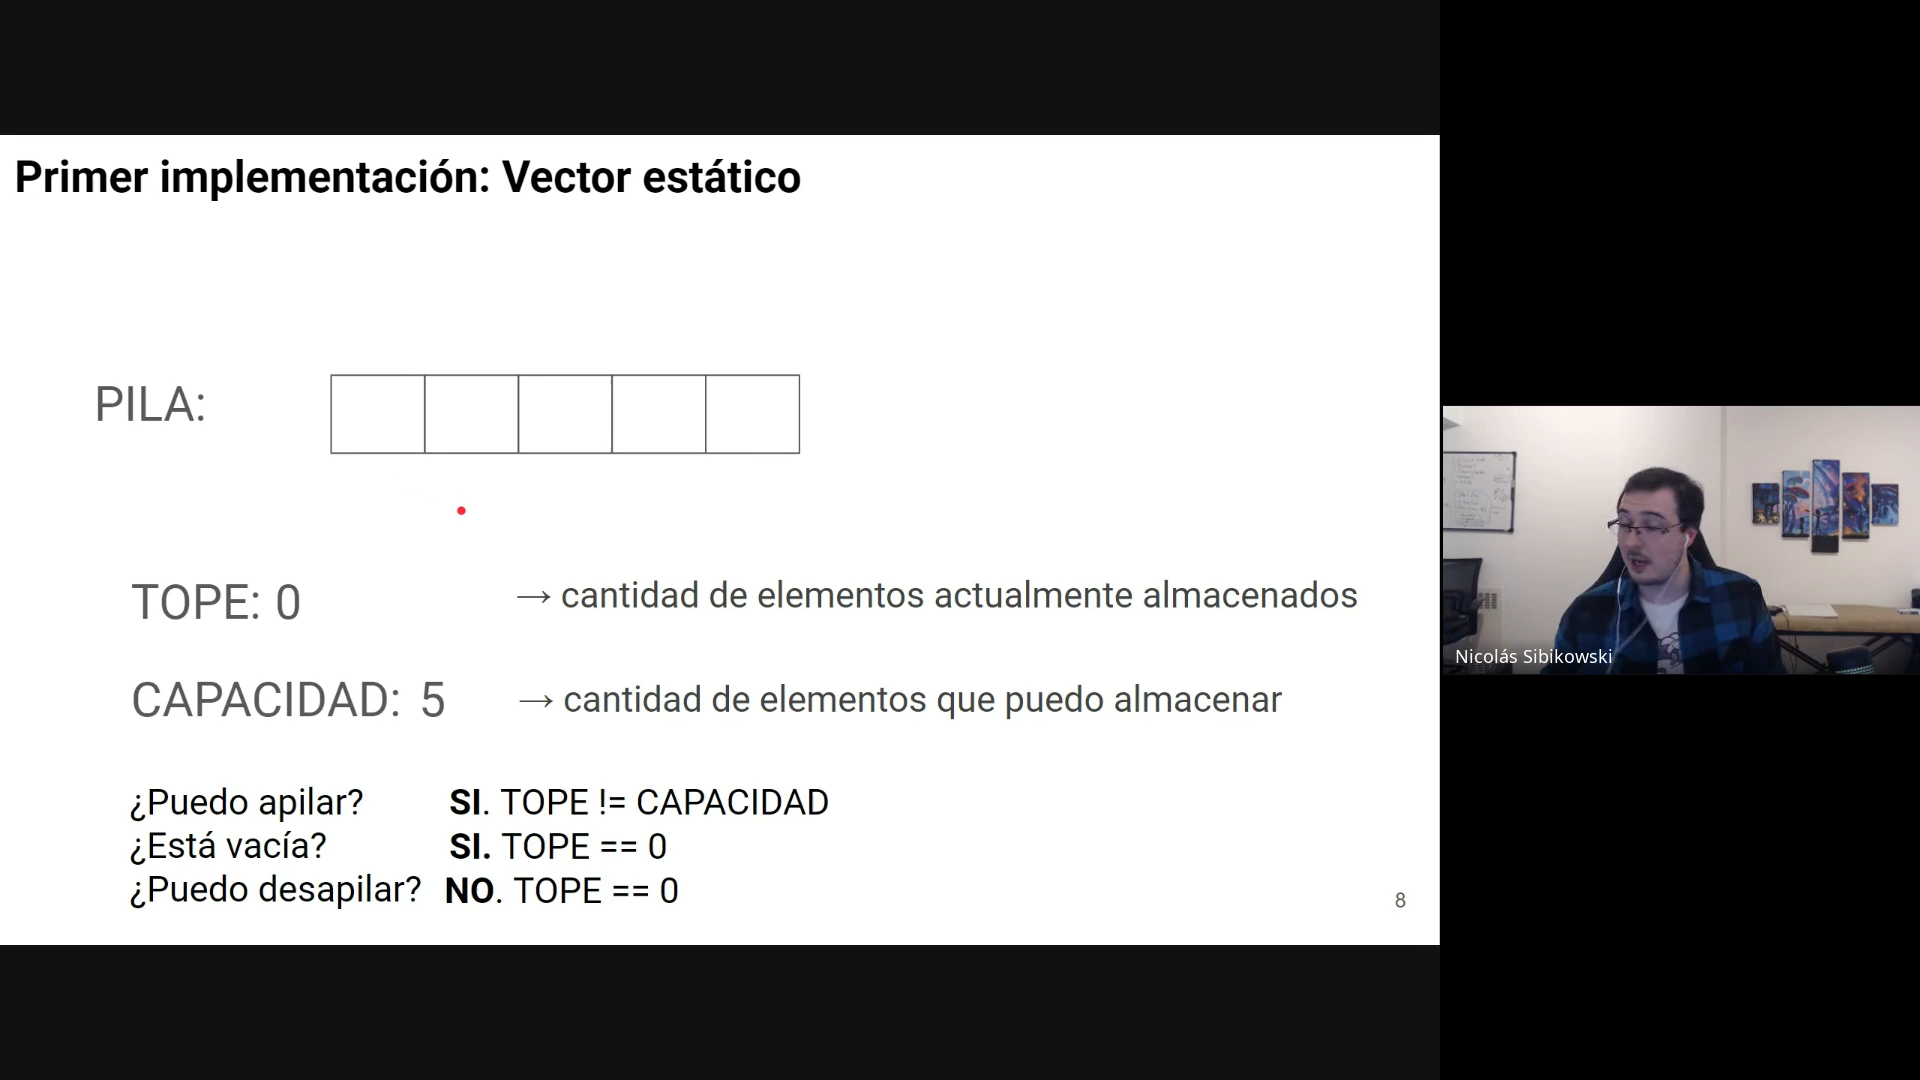 Primer implementación: Vector estático
PILA:
TOPE: 0 → cantidad de elementos actualmente almacenados
CAPACIDAD: 5 → cantidad de elementos que puedo almacenar
¿Puedo apilar? SI. TOPE != CAPACIDAD
¿Está vacía? SI. TOPE == 0
¿Puedo desapilar? NO. TOPE == 0
8
Nicolás Sibikowski